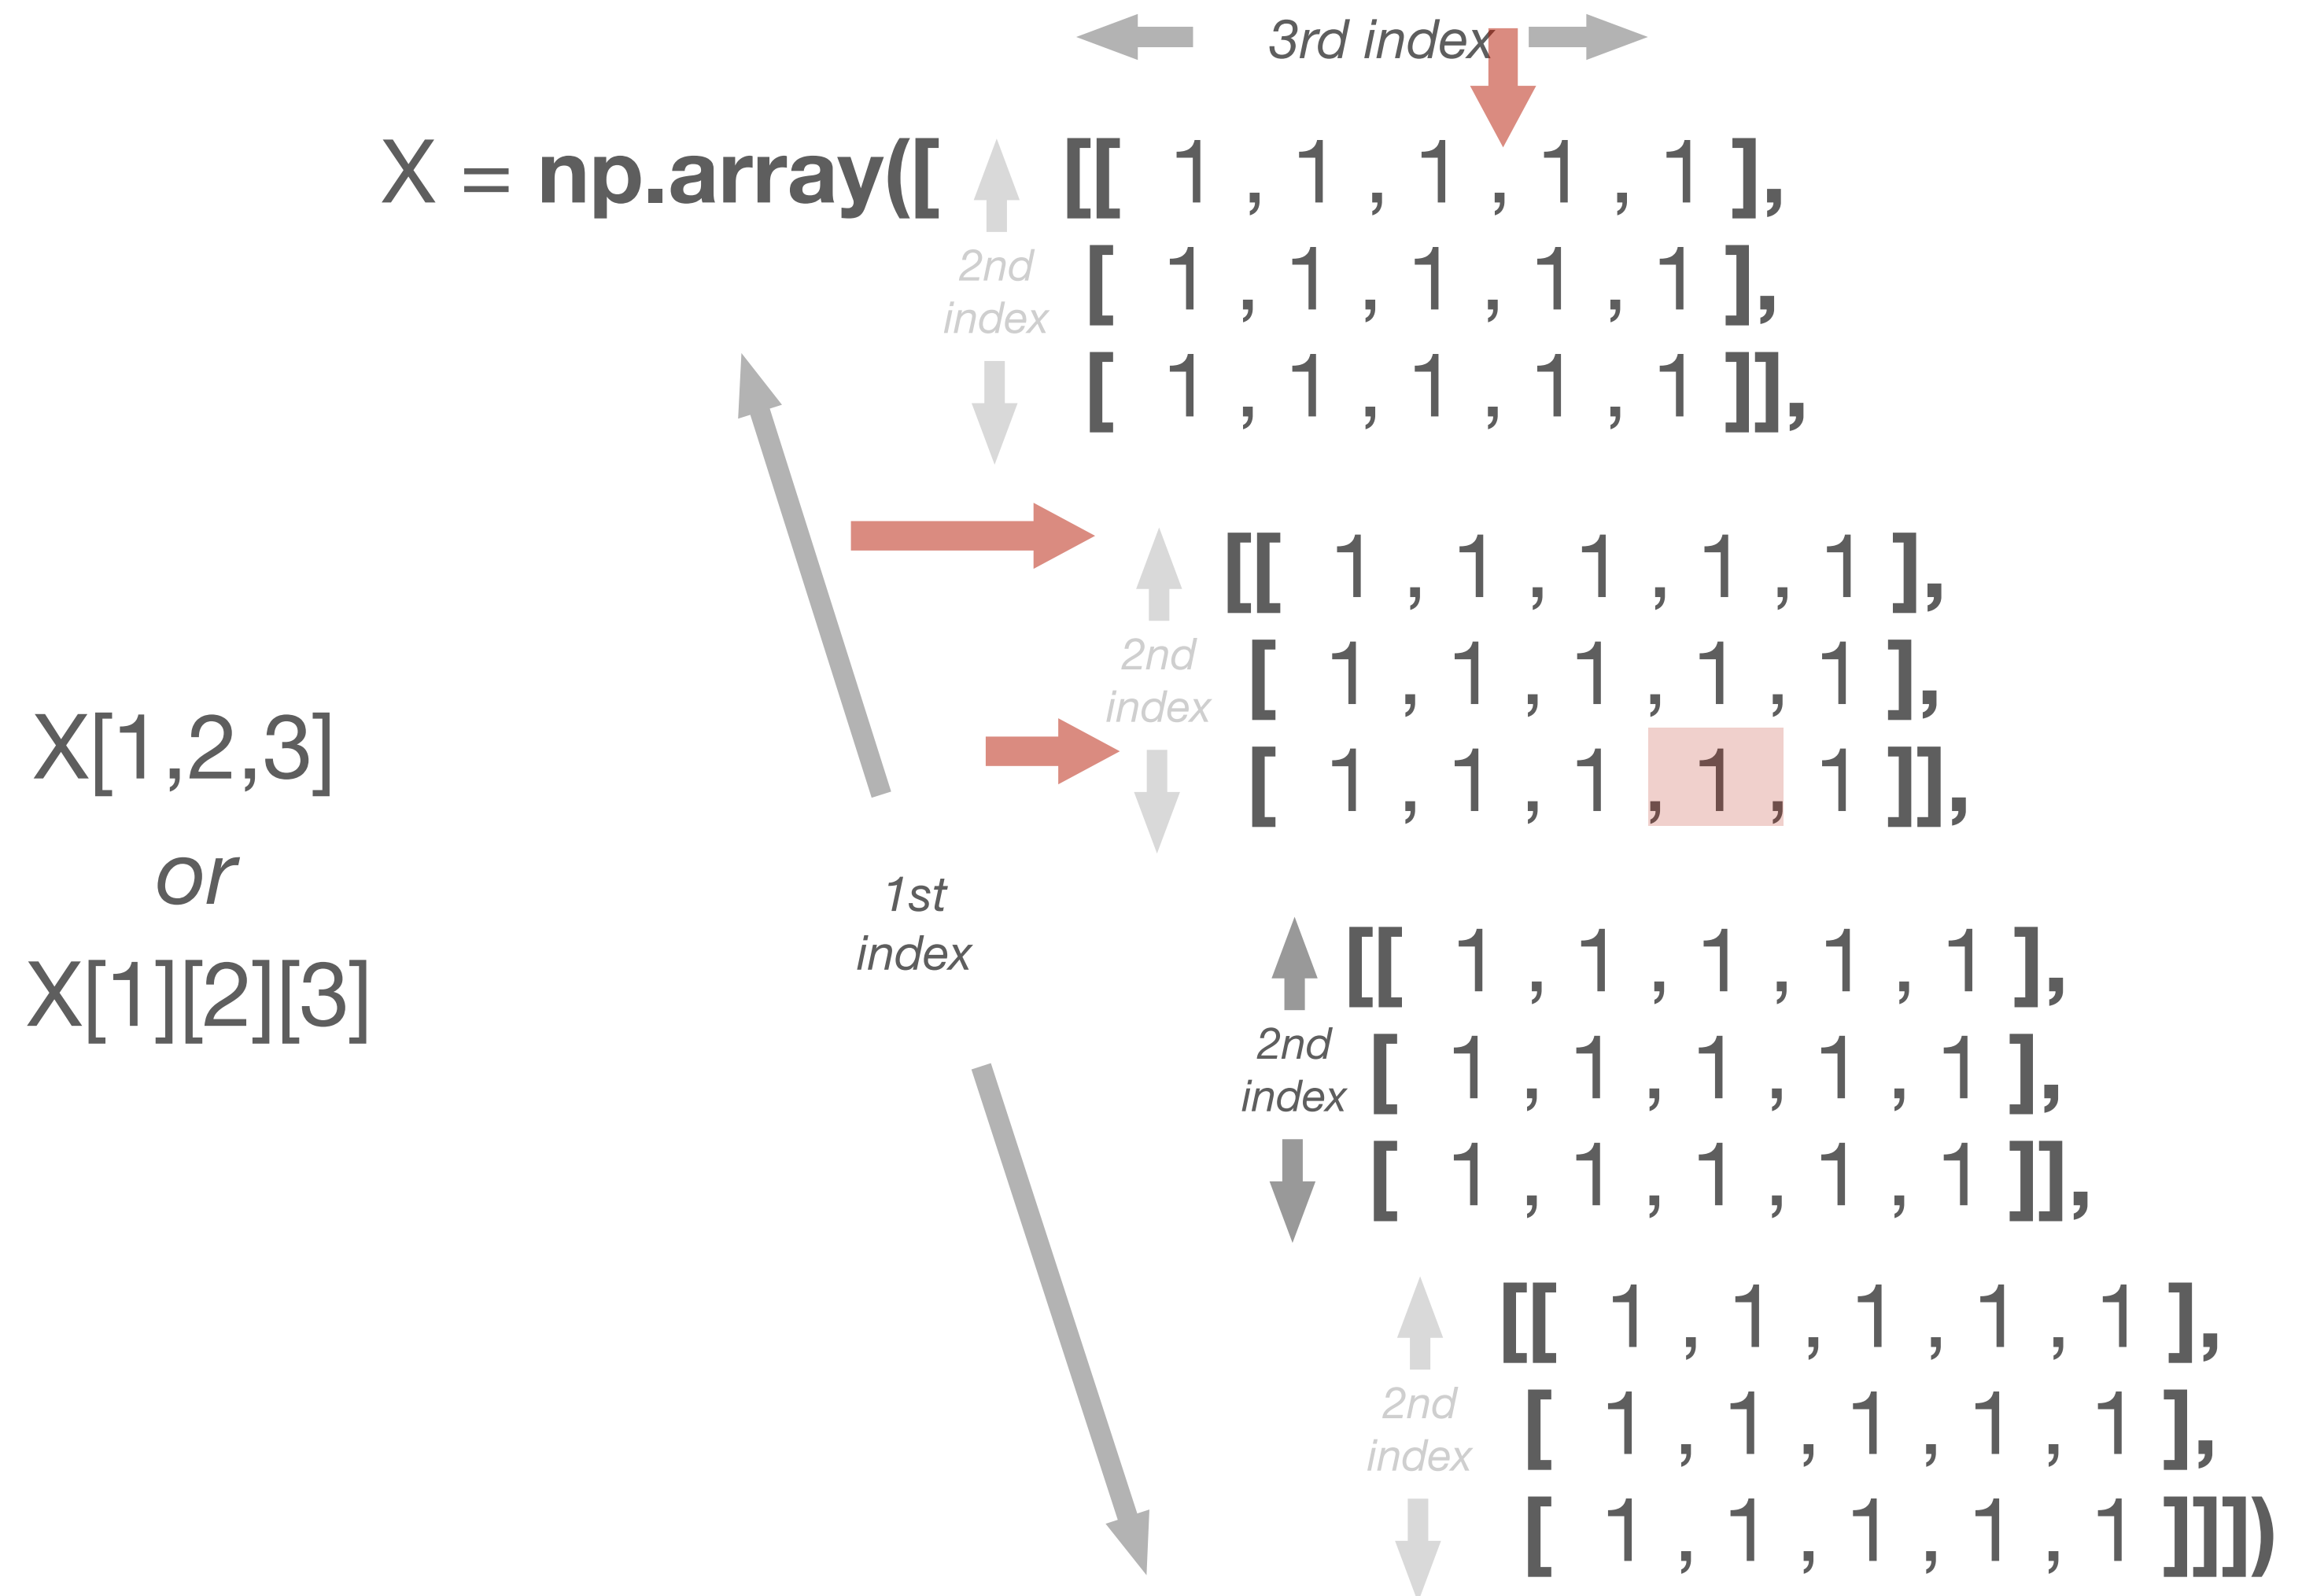 3rd index
X = np.array([ [[ 1 , 1 , 1 , 1 , 1 ],
2nd
index
[ 1 , 1 , 1 , 1 , 1 ],
[ 1 , 1 , 1 , 1 , 1 ]],
[[ 1 , 1 , 1 , 1 , 1 ],
2nd
index
[ 1 , 1 , 1 , 1 , 1 ],
[ 1 , 1 , 1 , 1 , 1 ]],
X[1,2,3]
or
X[1][2][3]
1st
index
[[ 1 , 1 , 1 , 1 , 1 ],
2nd
index
[ 1 , 1 , 1 , 1 , 1 ],
[ 1 , 1 , 1 , 1 , 1 ]],
[[ 1 , 1 , 1 , 1 , 1 ],
2nd
index
[ 1 , 1 , 1 , 1 , 1 ],
[ 1 , 1 , 1 , 1 , 1 ]]])